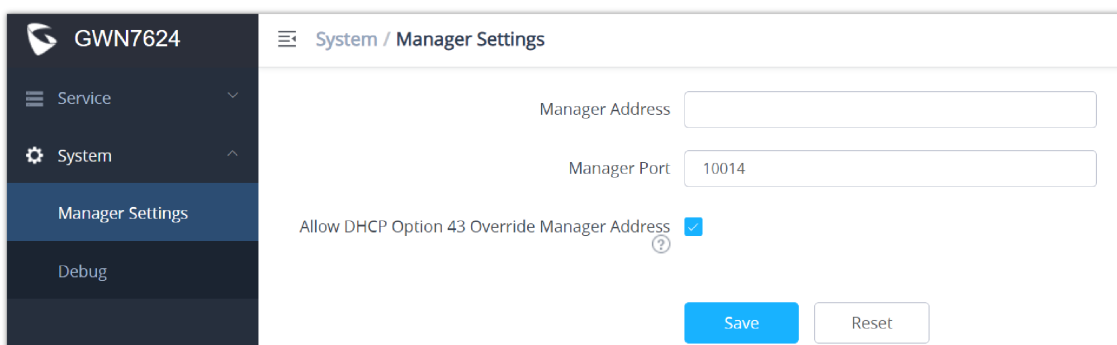 GWN7624
System / Manager Settings
Service
System
Manager Settings
Debug
Manager Address
Manager Port 10014
Allow DHCP Option 43 Override Manager Address
?
Save Reset